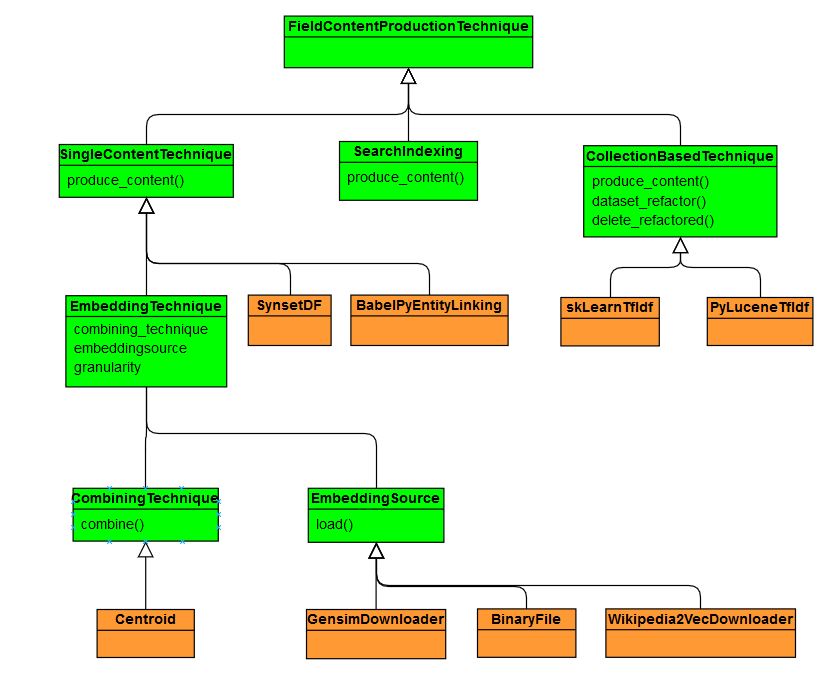 FieldContentProductionTechnique
SingleContentTechnique
produce_content()
SearchIndexing
produce_content()
CollectionBasedTechnique
produce_content()
dataset_refactor()
delete_refactored()
EmbeddingTechnique
combining_technique
embeddingsource
granularity
SynsetDF
BabelPyEntityLinking
skLearnTfIdf
PyLuceneTfIdf
CombiningTechnique
combine()
EmbeddingSource
load()
Centroid
GensimDownloader
BinaryFile
Wikipedia2VecDownloader